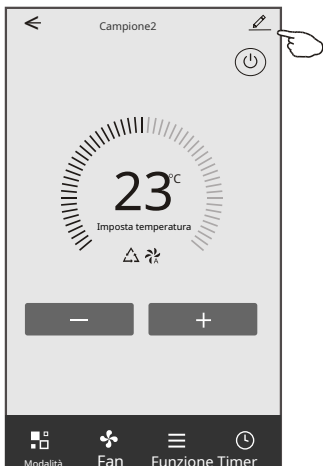 Campione2
23°C
Imposta temperatura
A
Modalità Fan Funzione Timer